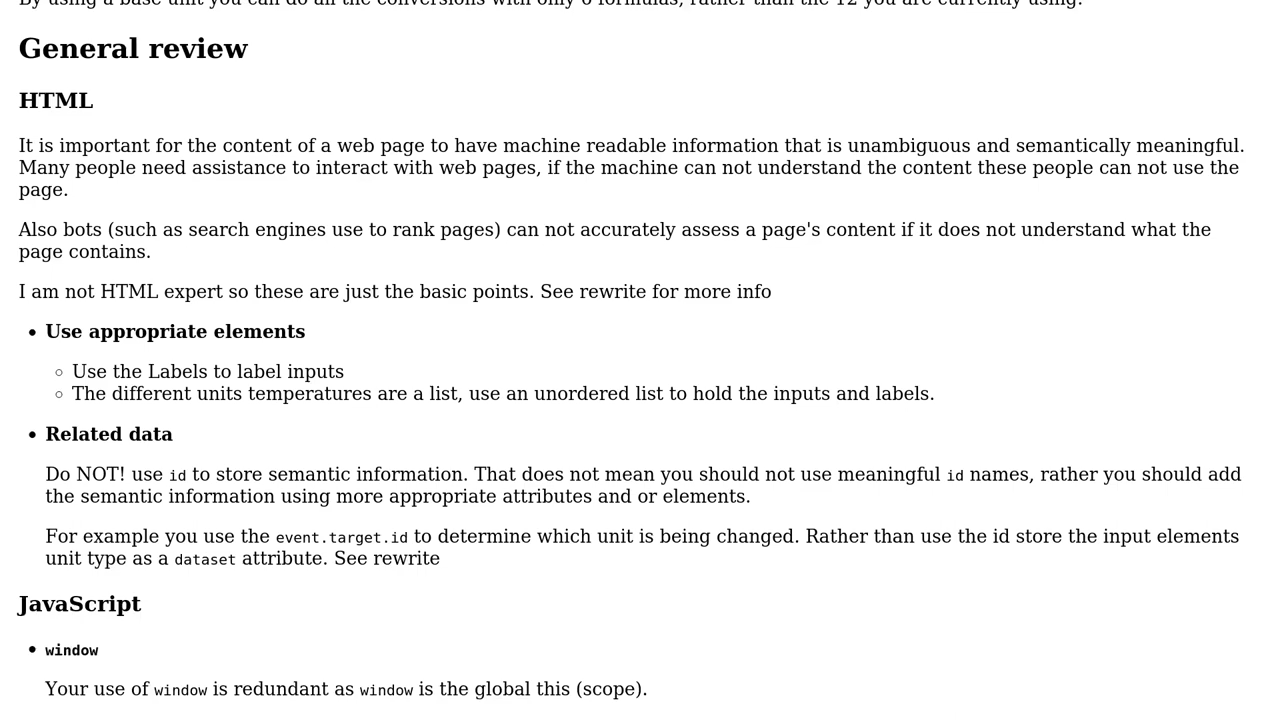 By using a base unit you can do all the conversions with only 6 formulas, rather than the 12 you are currently using.
General review
HTML
It is important for the content of a web page to have machine readable information that is unambiguous and semantically meaningful.
Many people need assistance to interact with web pages, if the machine can not understand the content these people can not use the
page.
Also bots (such as search engines use to rank pages) can not accurately assess a page's content if it does not understand what the
page contains.
I am not HTML expert so these are just the basic points. See rewrite for more info
• Use appropriate elements
◦ Use the Labels to label inputs
◦ The different units temperatures are a list, use an unordered list to hold the inputs and labels.
• Related data
Do NOT! use id to store semantic information. That does not mean you should not use meaningful id names, rather you should add
the semantic information using more appropriate attributes and or elements.
For example you use the event.target.id to determine which unit is being changed. Rather than use the id store the input elements
unit type as a dataset attribute. See rewrite
JavaScript
• window
Your use of window is redundant as window is the global this (scope).